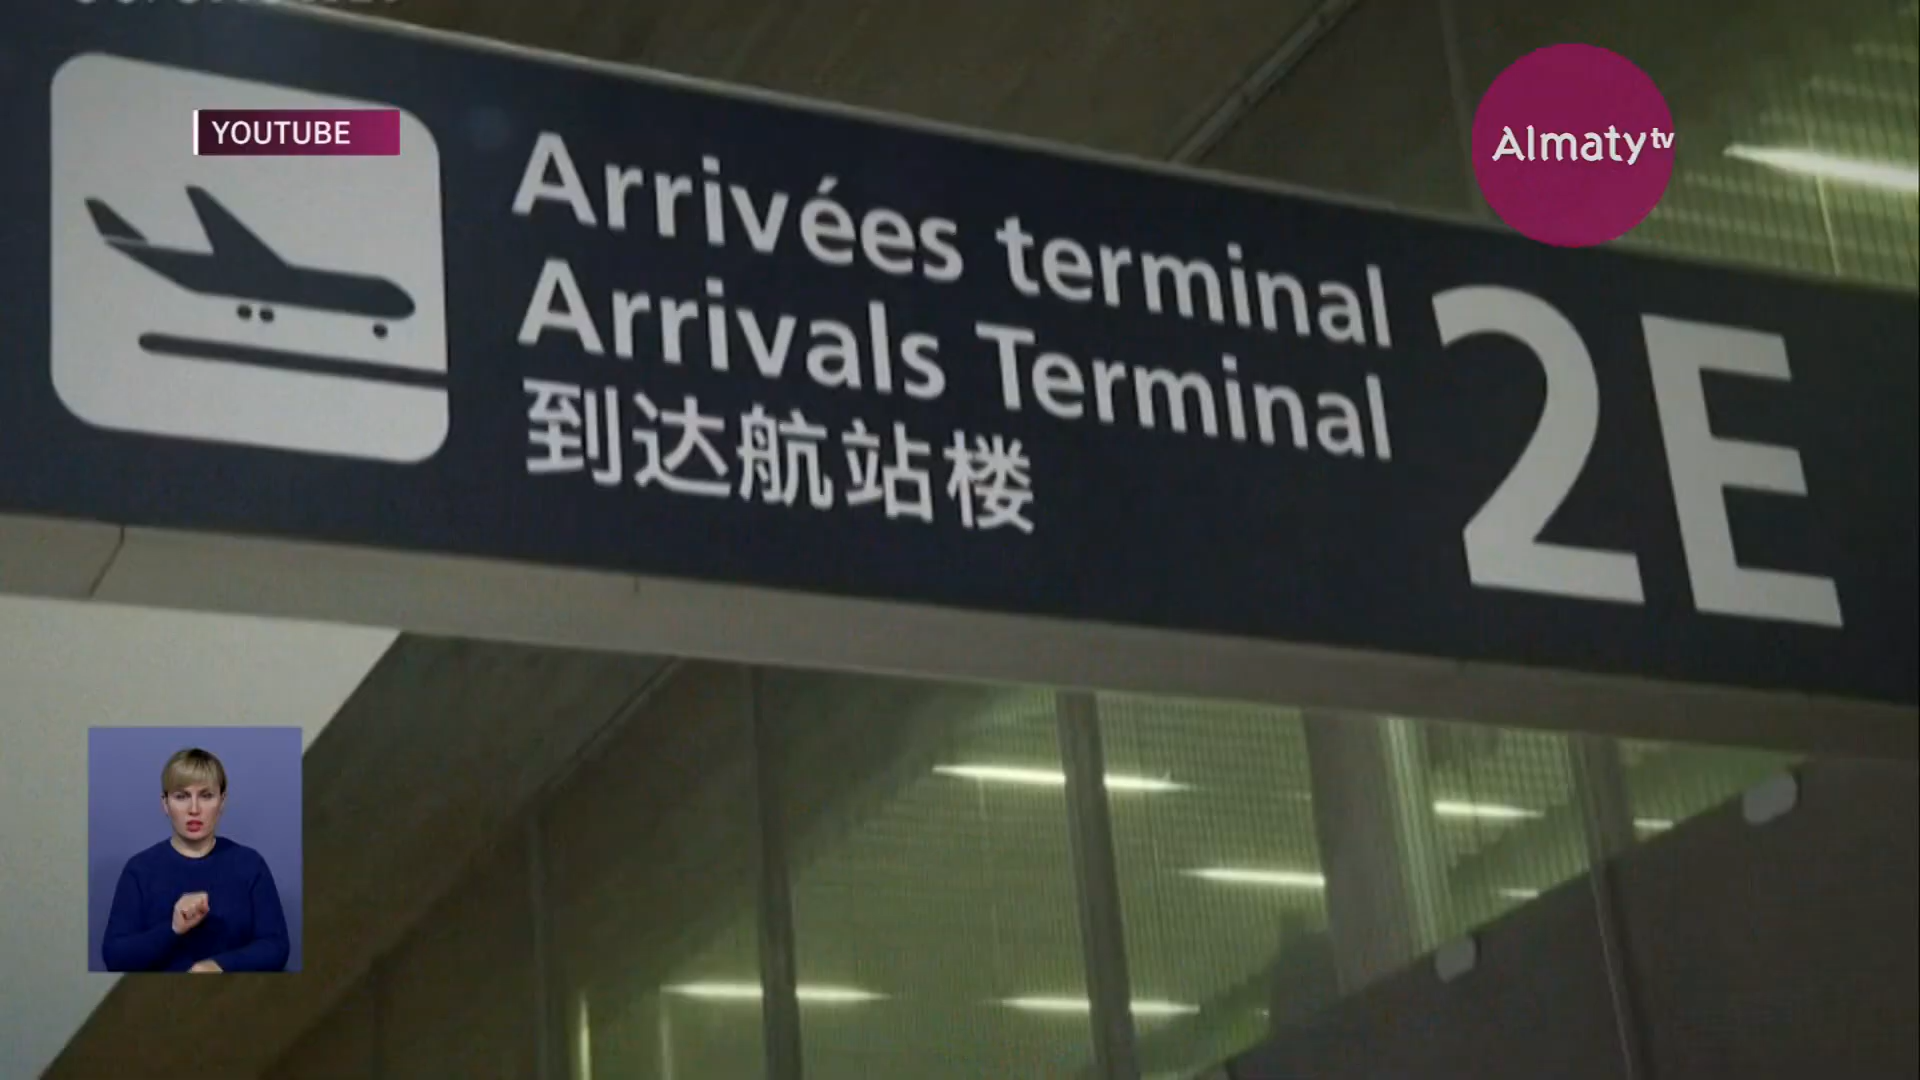 YOUTUBE
Almaty tv
Arrivées terminal
Arrivals Terminal
到达航站楼
2E